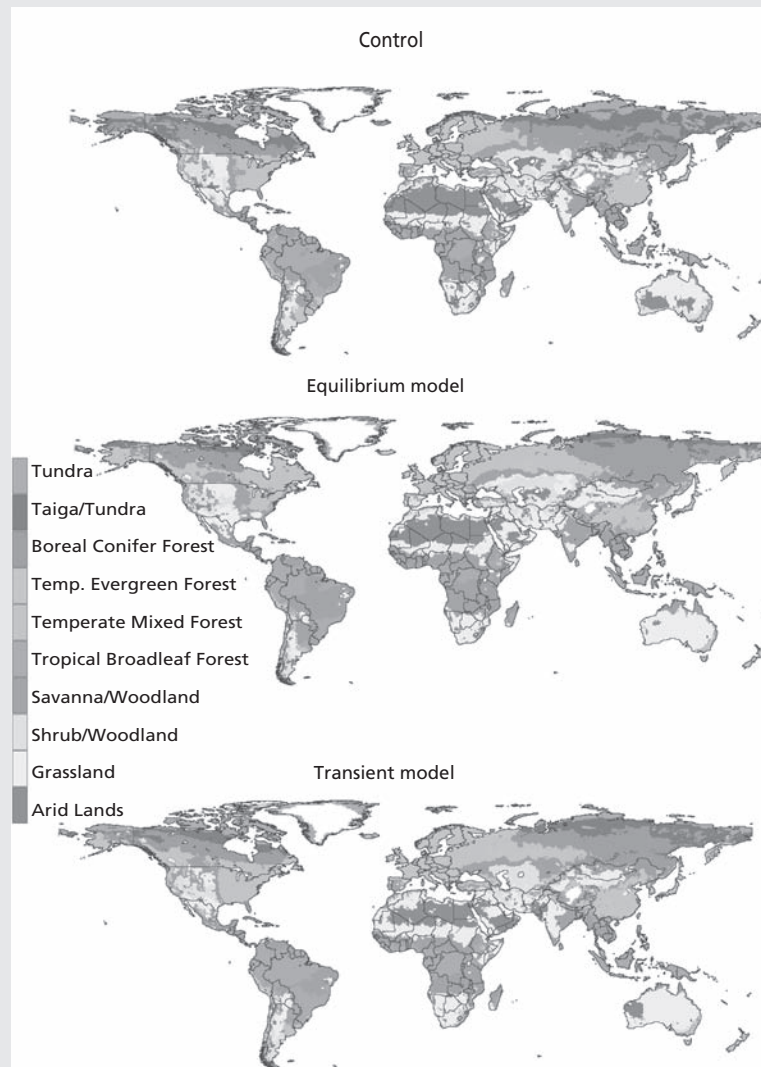 Control
Equilibrium model
Tundra
Taiga/Tundra
Boreal Conifer Forest
Temp. Evergreen Forest
Temperate Mixed Forest
Tropical Broadleaf Forest
Savanna/Woodland
Shrub/Woodland
Grassland
Transient model
Arid Lands